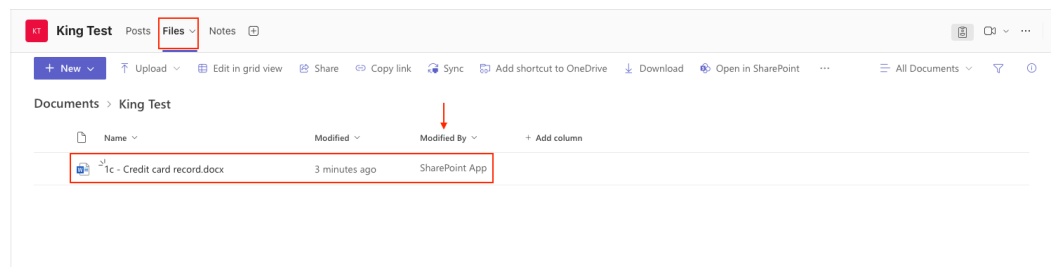 KT King Test Posts Files Notes
New Upload Edit in grid view Share Copy link Sync Add shortcut to OneDrive Download Open in SharePoint ... All Documents
Documents > King Test
Name Modified Modified By + Add column
1c - Credit card record.docx 3 minutes ago SharePoint App